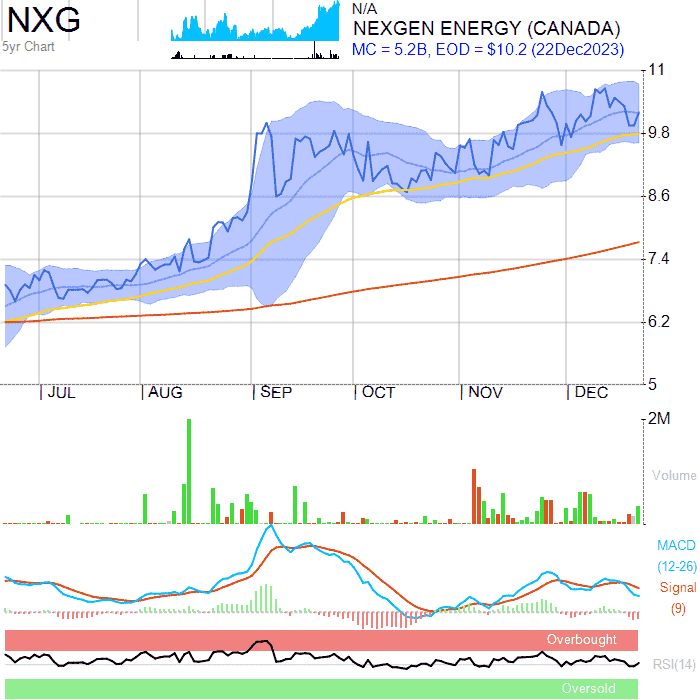 NXG
5yr Chart
N/A
NEXGEN ENERGY (CANADA)
MC = 5.2B, EOD = $10.2 (22Dec2023)
11
9.8
8.6
7.4
6.2
5
JUL AUG SEP OCT NOV DEC
2M
Volume
MACD
(12-26)
Signal
(9)
Overbought
RSI(14)
Oversold